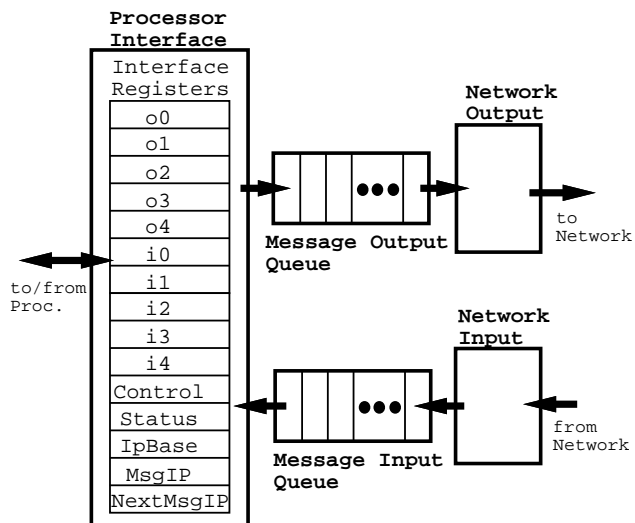 Processor
Interface
Interface
Registers
o0
o1
o2
o3
o4
i0
i1
i2
i3
i4
Control
Status
IpBase
MsgIP
NextMsgIP
to/from
Proc.
Message Output
Queue
Network
Output
to
Network
Message Input
Queue
Network
Input
from
Network